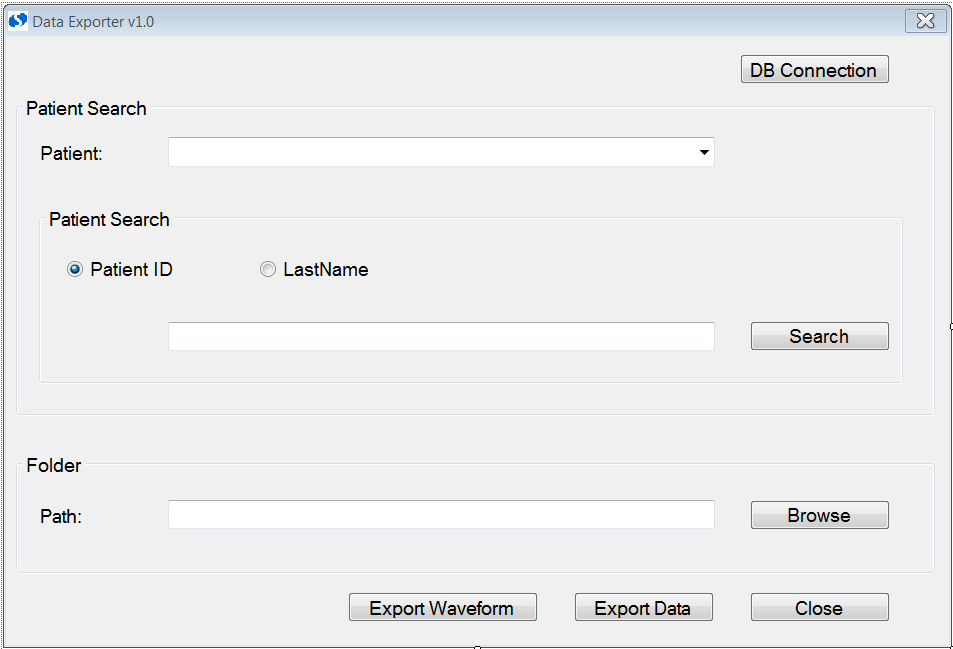 Data Exporter v1.0
DB Connection
Patient Search
Patient:
Patient Search
Patient ID LastName
Search
Folder
Path: Browse
Export Waveform Export Data Close